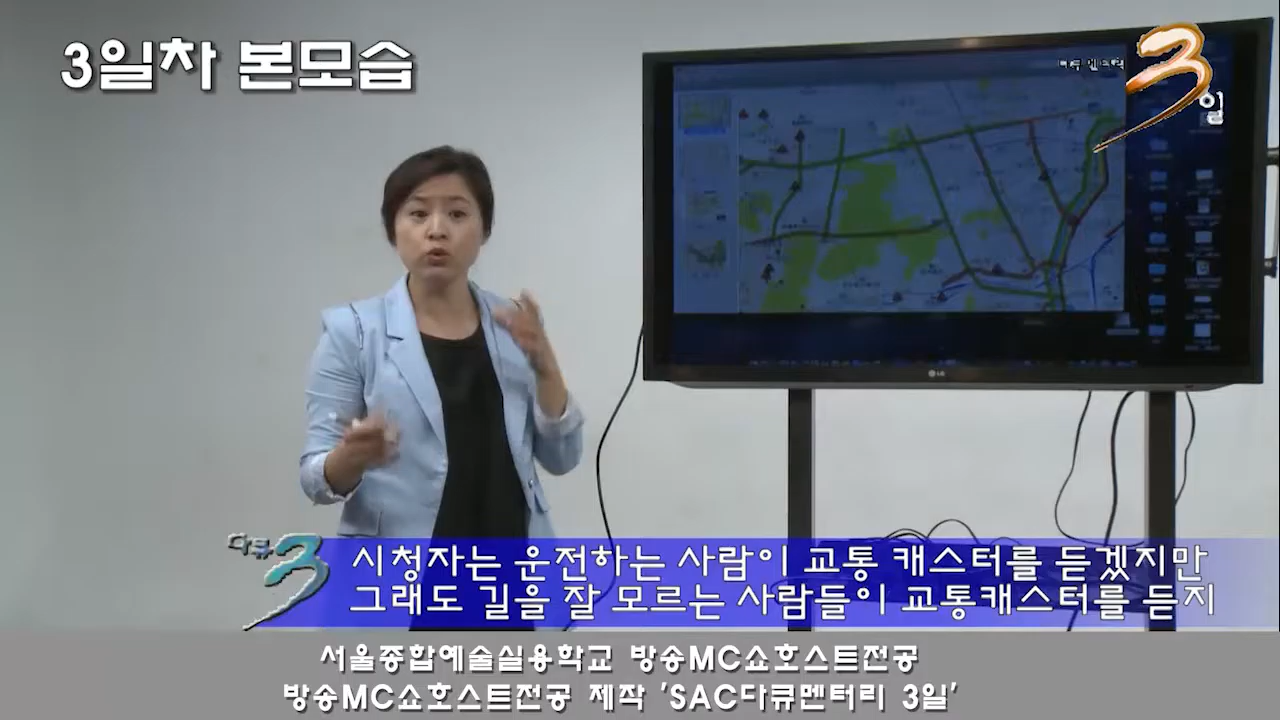 3일차 본모습
3
일
다큐
3
시청자는 운전하는 사람이 교통 캐스터를 듣겠지만
그래도 길을 잘 모르는 사람들이 교통캐스터를 듣지
서울종합예술실용학교 방송MC쇼호스트전공
방송MC쇼호스트전공 제작 'SAC다큐멘터리 3일'
LG